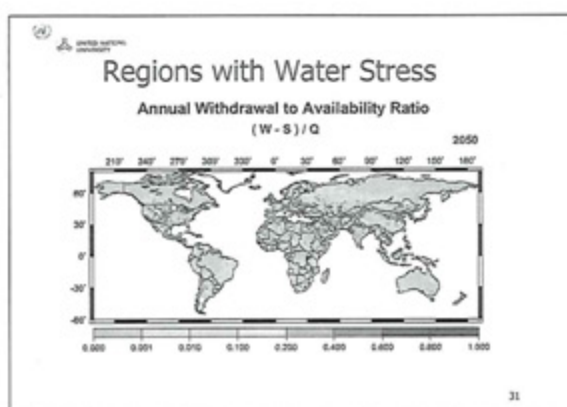 UNITED NATIONS
UNIVERSITY
Regions with Water Stress
Annual Withdrawal to Availability Ratio
( W - S ) / Q
2050
210° 240° 270° 300° 330° 0° 30° 60° 90° 120° 150° 180°
60°
30°
0°
-30°
-60°
0.000 0.001 0.010 0.100 0.200 0.400 0.600 0.800 1.000
31